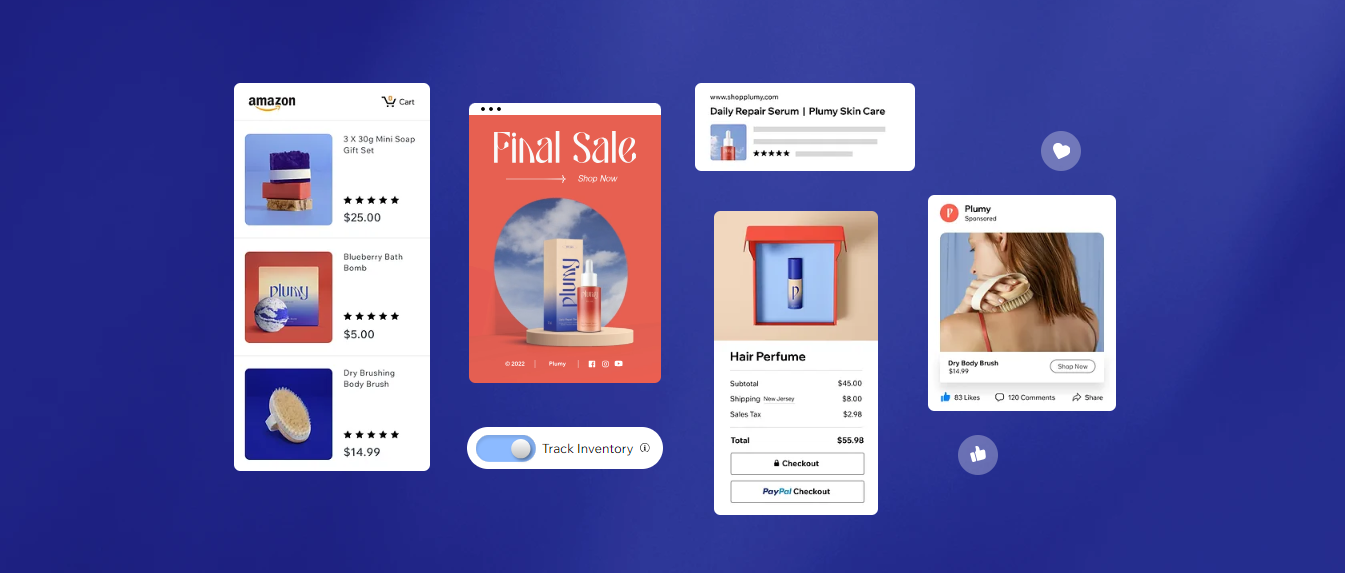 amazon
Cart
3 X 30g Mini Soap
Gift Set
$25.00
Blueberry Bath
Bomb
plumy
$5.00
Dry Brushing
Body Brush
$14.99
Final Sale
Shop Now
plumy
plumy
© 2022 | Plumy |
Track Inventory
www.shopplumy.com
Daily Repair Serum | Plumy Skin Care
P
Hair Perfume
Subtotal $45.00
Shipping New Jersey $8.00
Sales Tax $2.98
Total $55.98
Checkout
PayPal Checkout
P
Plumy
Sponsored
Dry Body Brush
$14.99
Shop Now
83 Likes
120 Comments
Share